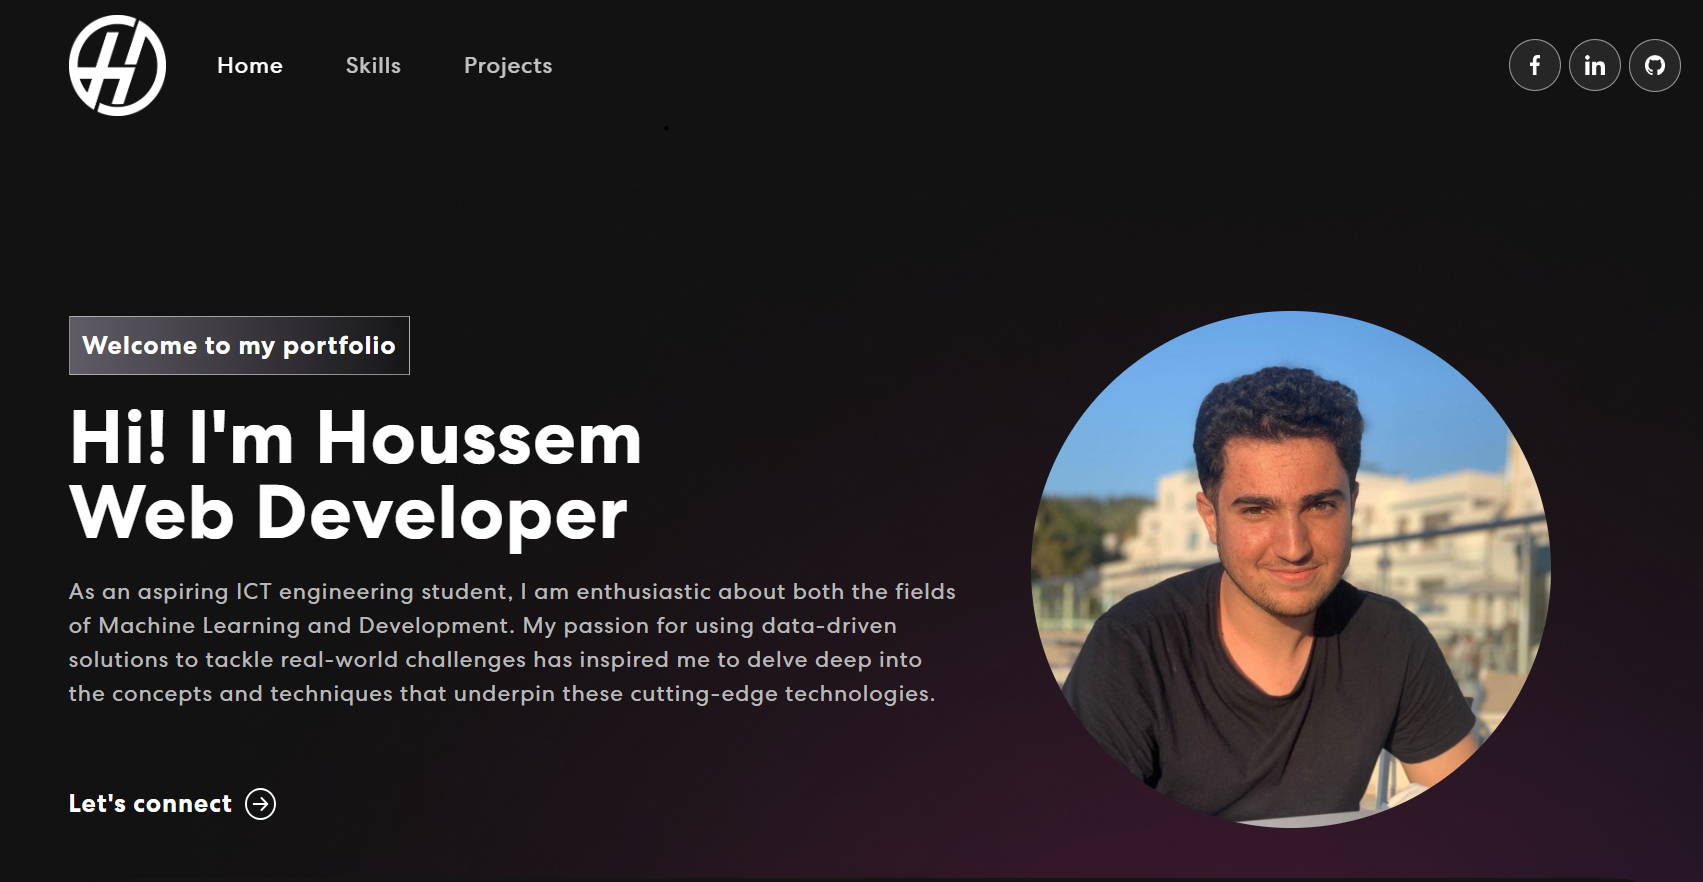 H
Home Skills Projects
f in
Welcome to my portfolio
Hi! I'm Houssem
Web Developer
As an aspiring ICT engineering student, I am enthusiastic about both the fields
of Machine Learning and Development. My passion for using data-driven
solutions to tackle real-world challenges has inspired me to delve deep into
the concepts and techniques that underpin these cutting-edge technologies.
Let's connect